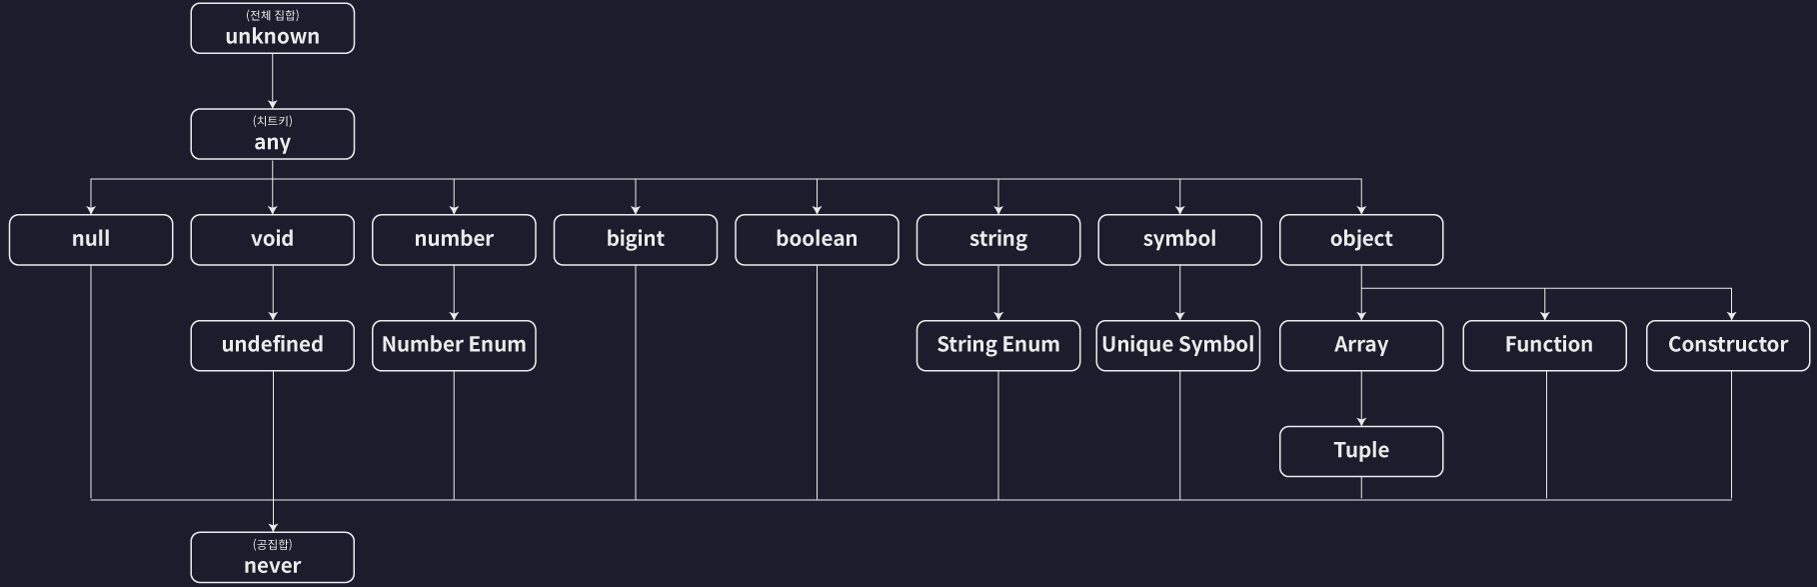 (전체 집합)
unknown
(치트키)
any
null
void
number
bigint
boolean
string
symbol
object
undefined
Number Enum
String Enum
Unique Symbol
Array
Function
Constructor
Tuple
(공집합)
never